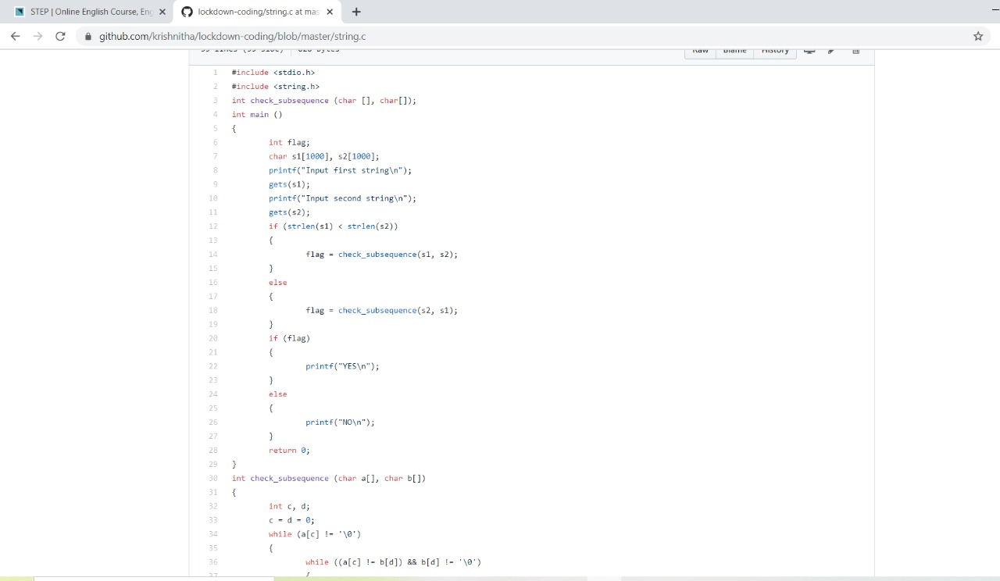 STEP | Online English Course, Eng
lockdown-coding/string.c at mas
github.com/krishnitha/lockdown-coding/blob/master/string.c
Raw Blame History
1 #include <stdio.h>
2 #include <string.h>
3 int check_subsequence (char [], char[]);
4 int main ()
5 {
6 int flag;
7 char s1[1000], s2[1000];
8 printf("Input first string\n");
9 gets(s1);
10 printf("Input second string\n");
11 gets(s2);
12 if (strlen(s1) < strlen(s2))
13 {
14 flag = check_subsequence(s1, s2);
15 }
16 else
17 {
18 flag = check_subsequence(s2, s1);
19 }
20 if (flag)
21 {
22 printf("YES\n");
23 }
24 else
25 {
26 printf("NO\n");
27 }
28 return 0;
29 }
30 int check_subsequence (char a[], char b[])
31 {
32 int c, d;
33 c = d = 0;
34 while (a[c] != '\0')
35 {
36 while ((a[c] != b[d]) && b[d] != '\0')
37 {